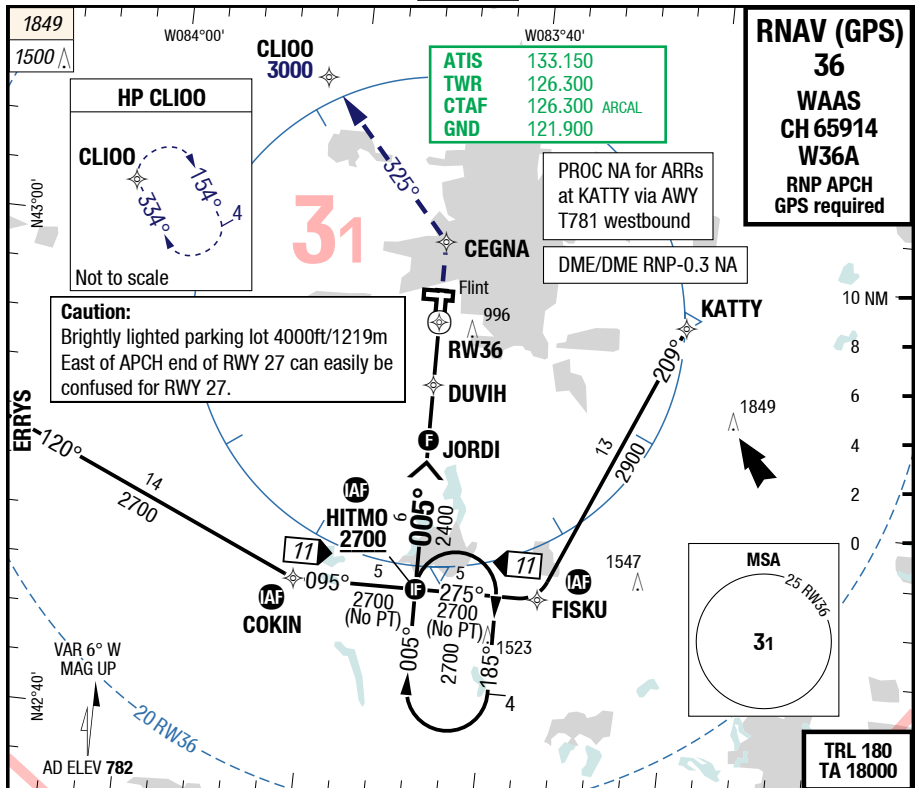 1849
1500
W084°00'
W083°40'
CLIOO
3000
ATIS 133.150
TWR 126.300
CTAF 126.300 ARCAL
GND 121.900
RNAV (GPS)
36
WAAS
CH 65914
W36A
RNP APCH
GPS required
HP CLIOO
CLIOO
154°
334°
4
Not to scale
N43°00'
31
325°
PROC NA for ARRs
at KATTY via AWY
T781 westbound
DME/DME RNP-0.3 NA
CEGNA
Flint
996
RW36
KATTY
10 NM
8
6
4
2
0
Caution:
Brightly lighted parking lot 4000ft/1219m
East of APCH end of RWY 27 can easily be
confused for RWY 27.
DUVIH
209°
ERRYS
120°
14
2700
F JORDI
13
2900
1849
IAF
HITMO
2700
6
005°
2400
11
11
1547
095°
5
2700
(No PT)
IF
5
275°
2700
(No PT)
IAF
COKIN
IAF
FISKU
005°
2700
185°
1523
4
MSA
25 RW36
31
VAR 6° W
MAG UP
N42°40'
20 RW36
AD ELEV 782
TRL 180
TA 18000